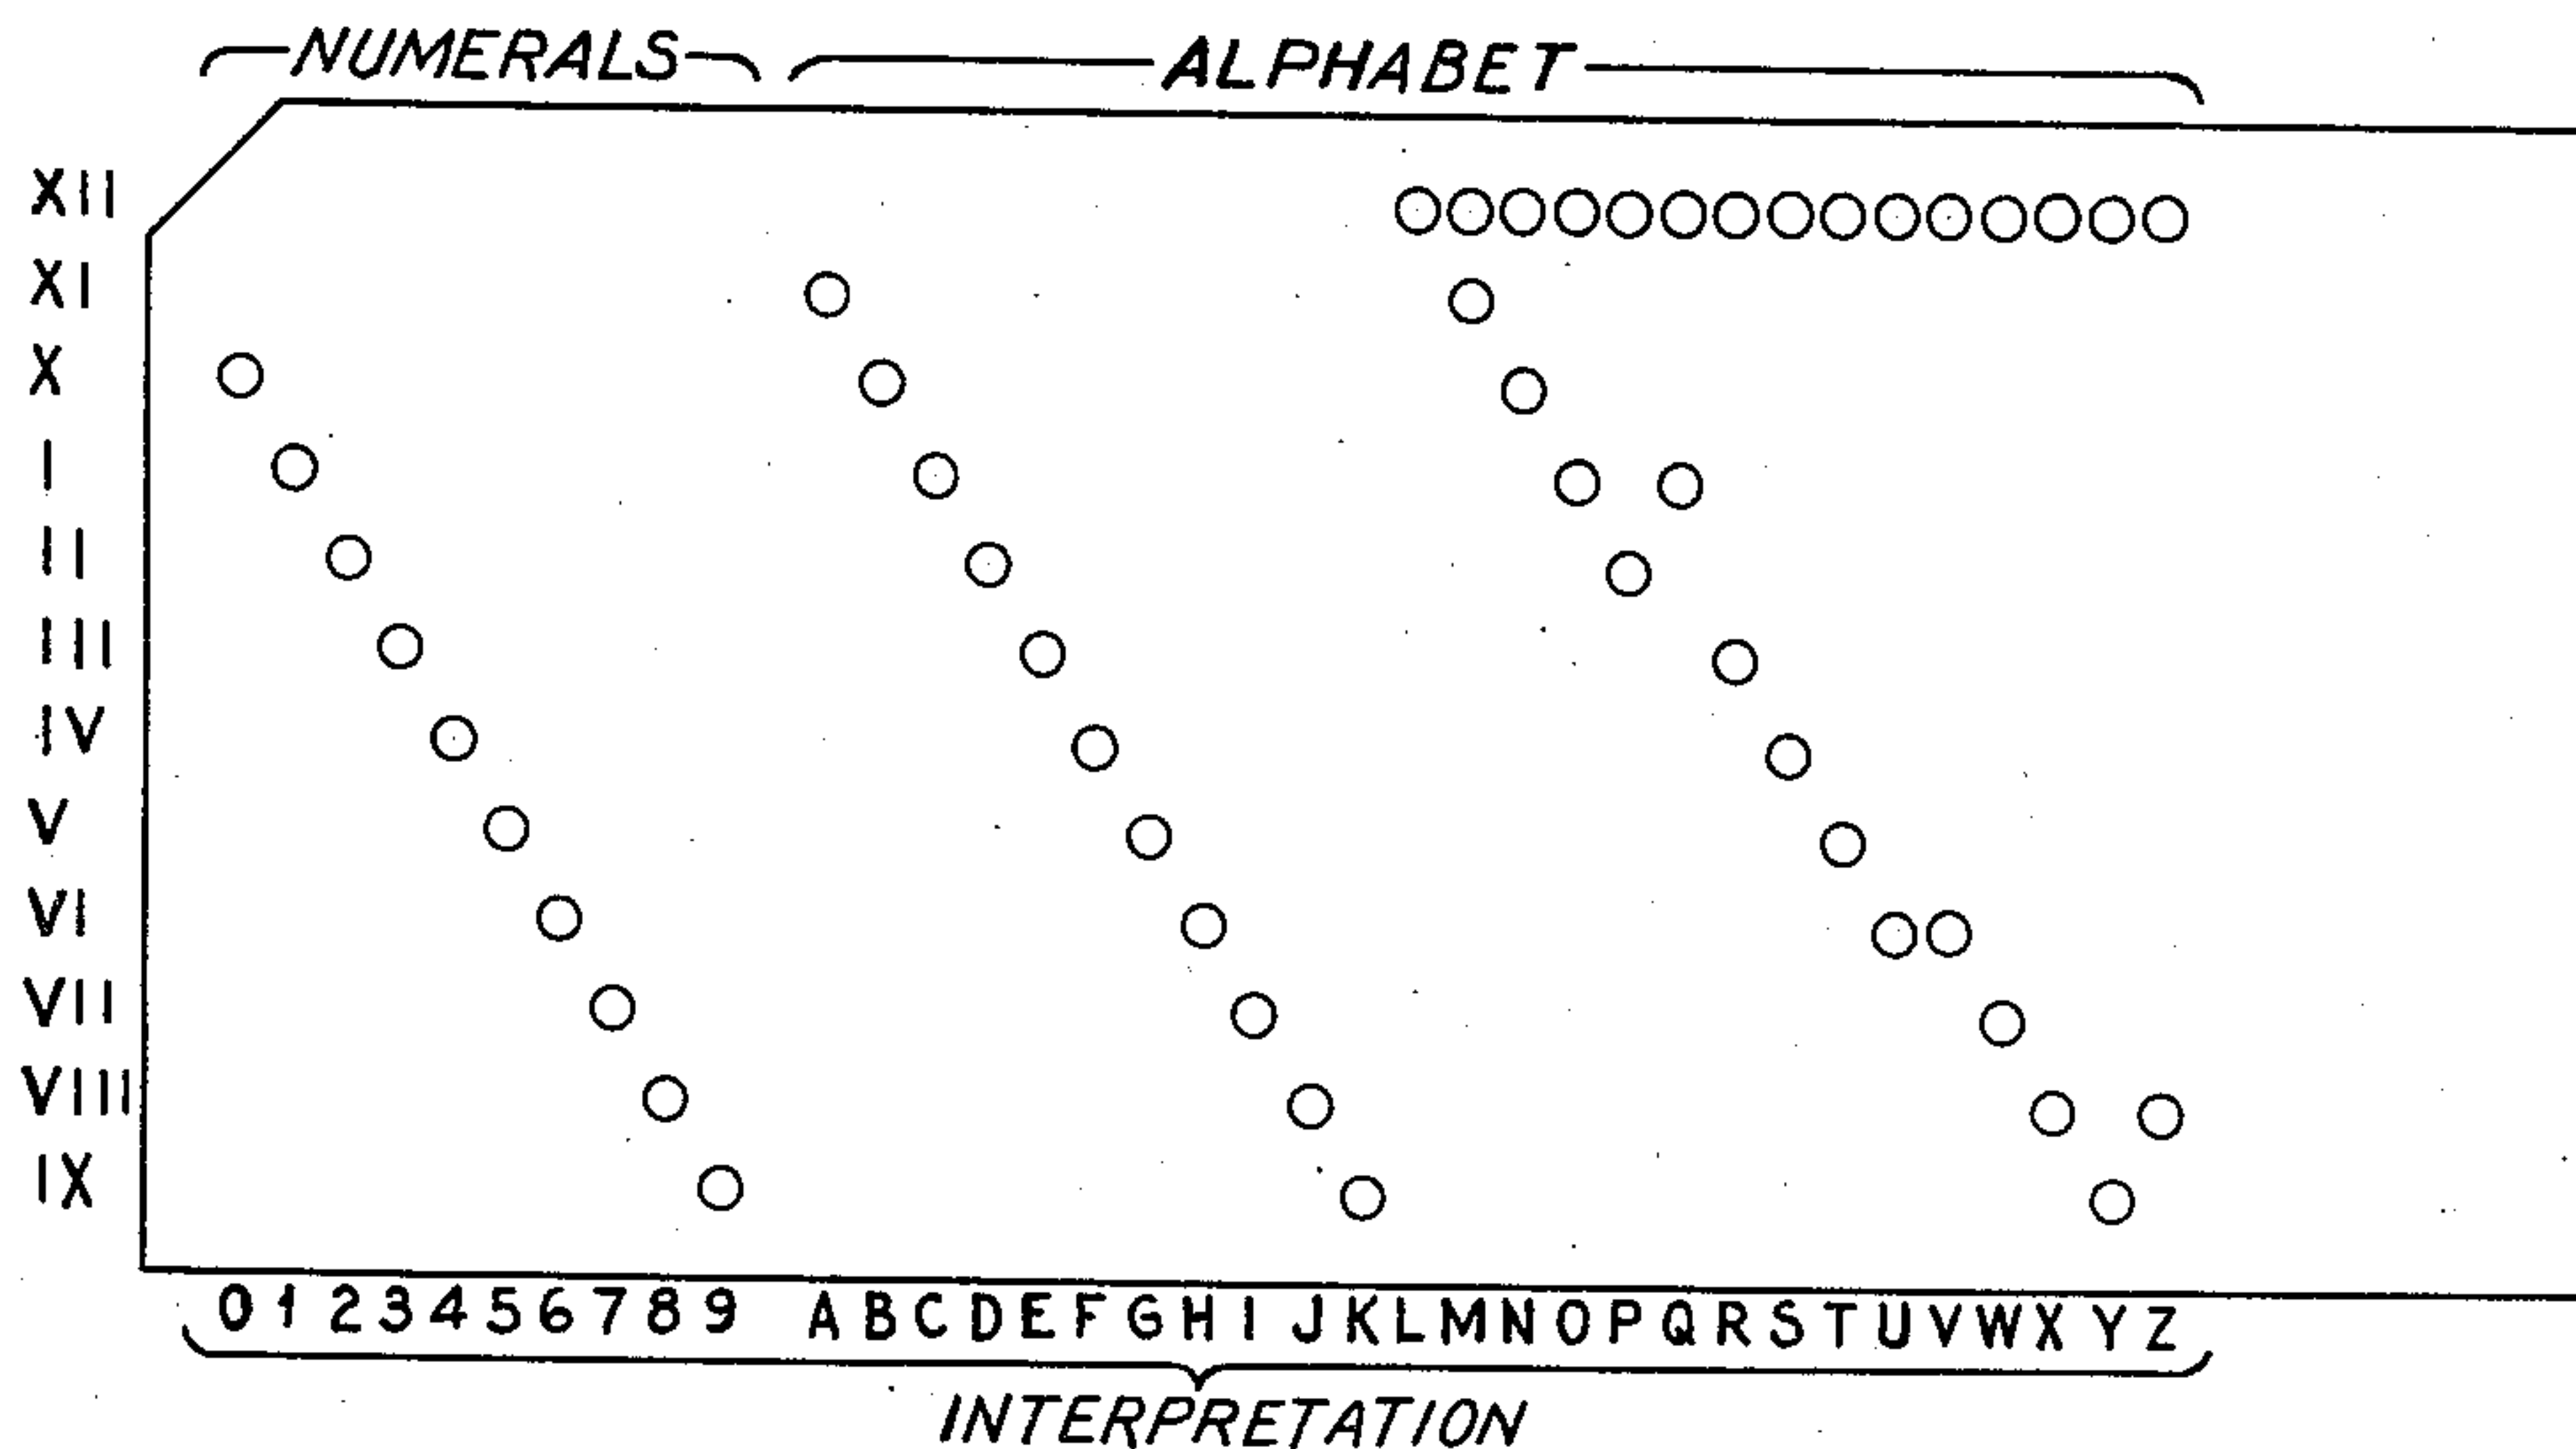 NUMERALS ALPHABET
XII
XI
X
I
II
III
IV
V
VI
VII
VIII
IX
0 1 2 3 4 5 6 7 8 9 A B C D E F G H I J K L M N O P Q R S T U V W X Y Z
INTERPRETATION